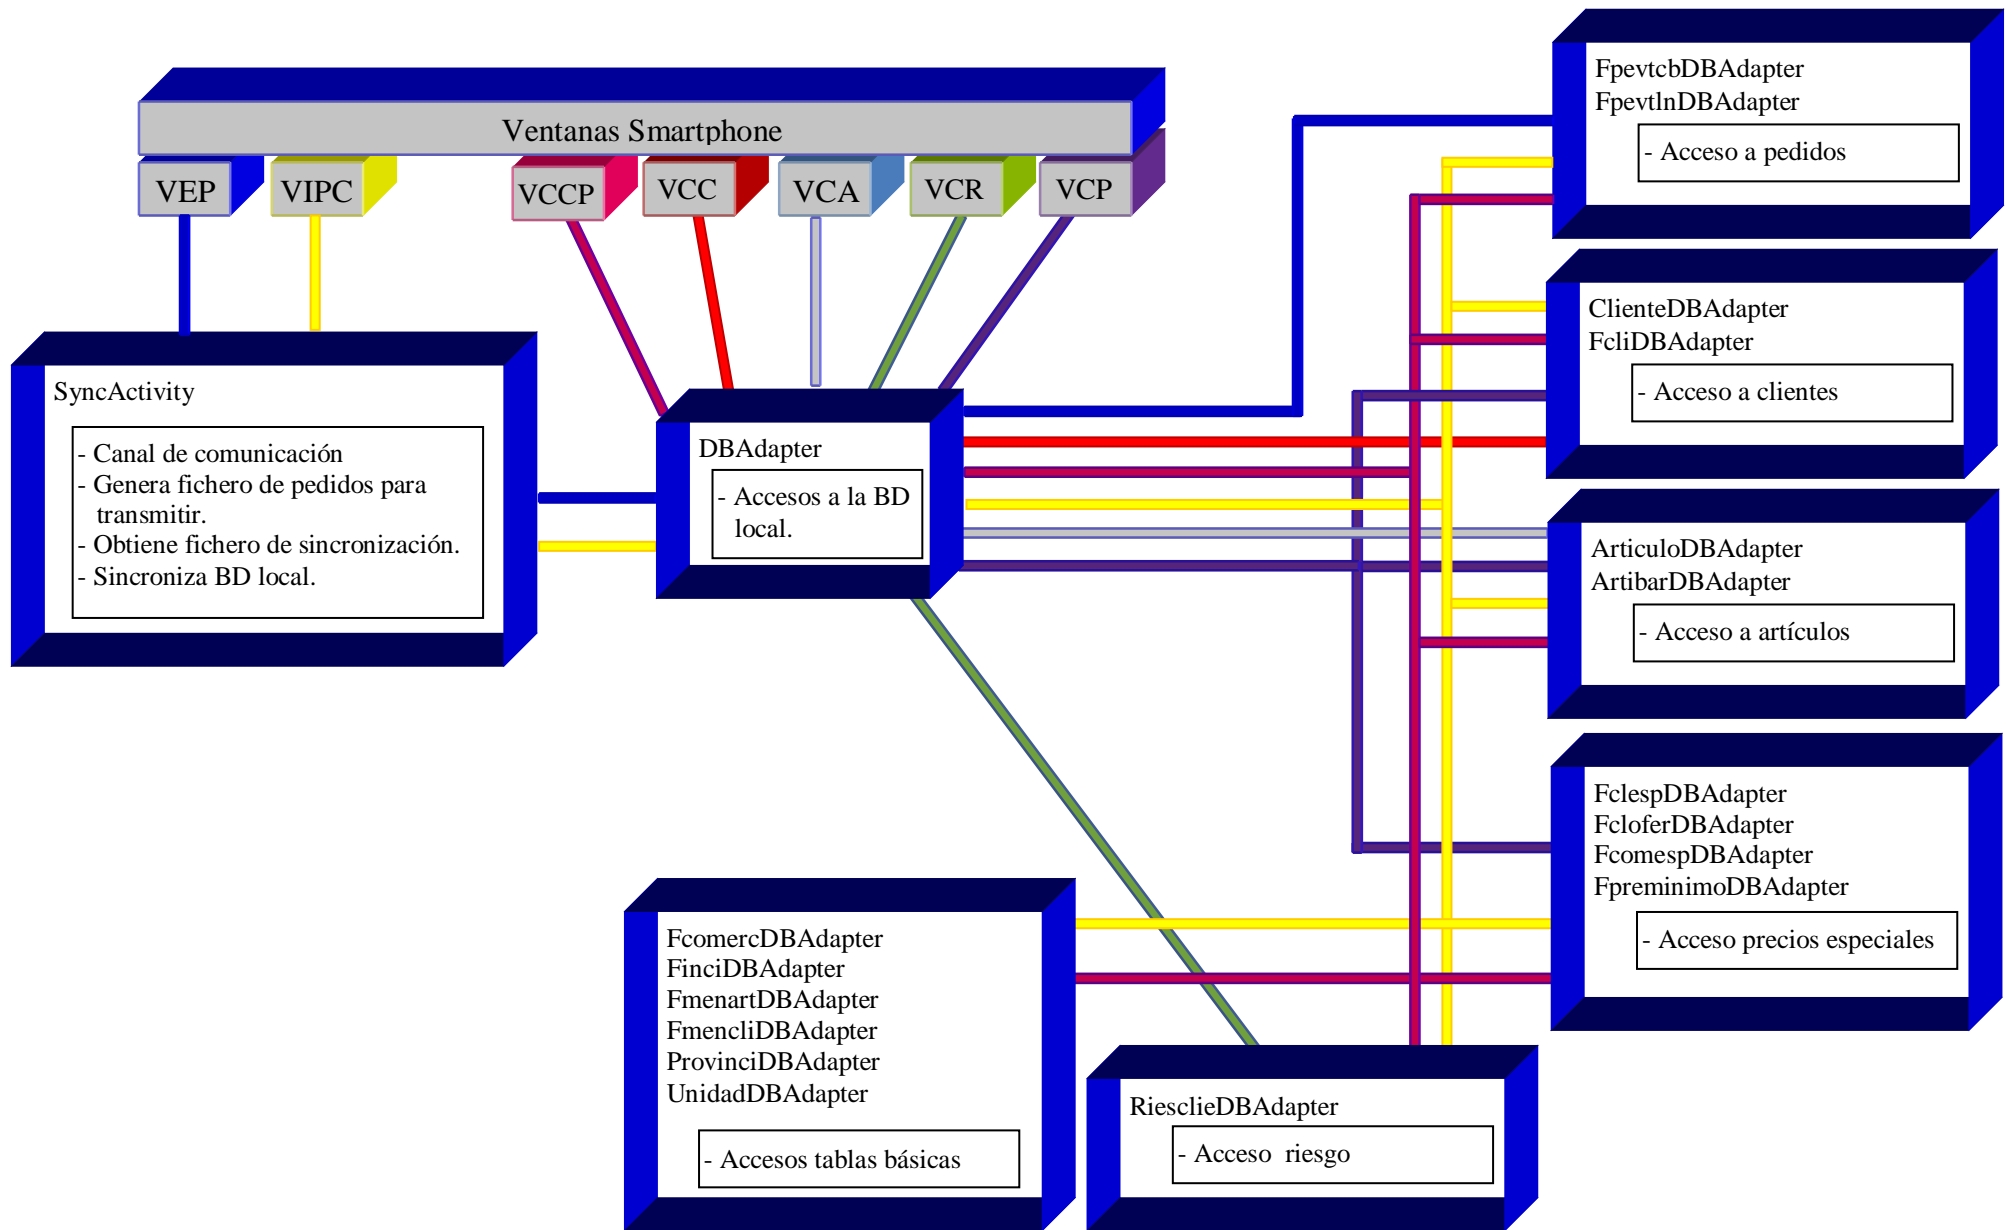 Ventanas Smartphone
VEP
VIPC
VCCP
VCC
VCA
VCR
VCP
SyncActivity
- Canal de comunicación
- Genera fichero de pedidos para
transmitir.
- Obtiene fichero de sincronización.
- Sincroniza BD local.
DBAdapter
- Accesos a la BD
local.
FpevtcbDBAdapter
FpevtlnDBAdapter
- Acceso a pedidos
ClienteDBAdapter
FcliDBAdapter
- Acceso a clientes
ArticuloDBAdapter
ArtibarDBAdapter
- Acceso a artículos
FclespDBAdapter
FcloferDBAdapter
FcomespDBAdapter
FpreminimoDBAdapter
- Acceso precios especiales
FcomercDBAdapter
FinciDBAdapter
FmenartDBAdapter
FmencliDBAdapter
ProvinciDBAdapter
UnidadDBAdapter
- Accesos tablas básicas
RiesclieDBAdapter
- Acceso  riesgo